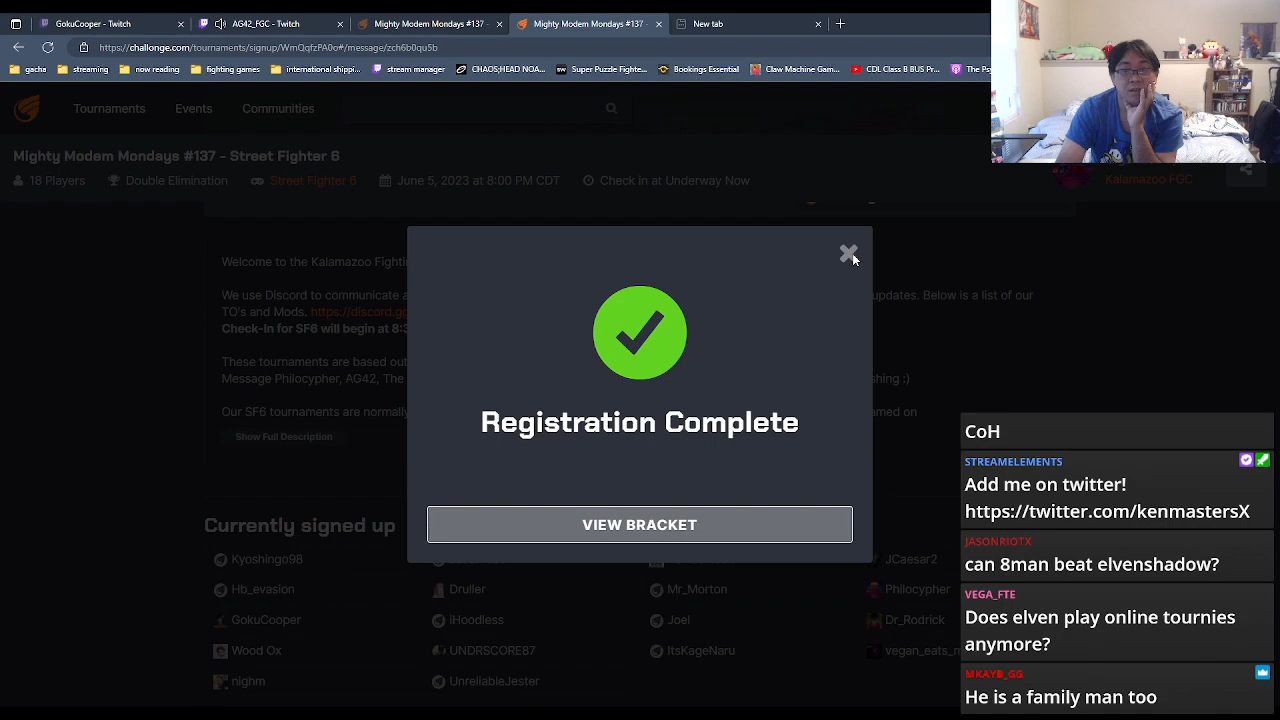 GokuCooper - Twitch
AG42_FGC - Twitch
Mighty Modem Mondays #137 -
Mighty Modem Mondays #137 -
New tab
https://challonge.com/tournaments/signup/WmQqfzPA0o#/message/zch6b0qu5b
gacha
streaming
now reading
fighting games
international shippi...
stream manager
CHAOS;HEAD NOA...
Super Puzzle Fighte...
Bookings Essential
Claw Machine Gam...
CDL Class B BUS Pr...
The Ps
Tournaments
Events
Communities
Mighty Modem Mondays #137 - Street Fighter 6
18 Players
Double Elimination
Street Fighter 6
June 5, 2023 at 8:00 PM CDT
Check in at Underway Now
Kalamazoo FGC
Welcome to the Kalamazoo Fighti
We use Discord to communicate a
updates. Below is a list of our
TO's and Mods. https://discord.gg
Check-In for SF6 will begin at 8:3
These tournaments are based out
Message Philocypher, AG42, The
hing :)
Our SF6 tournaments are normally
amed on
Show Full Description
Registration Complete
VIEW BRACKET
Currently signed up
Kyoshingo98
JCaesar2
Hb_evasion
Druller
Mr_Morton
Philocypher
GokuCooper
iHoodless
Joel
Dr_Rodrick
Wood Ox
UNDRSCORE87
ItsKageNaru
vegan_eats_m
nighm
UnreliableJester
CoH
STREAMELEMENTS
Add me on twitter!
https://twitter.com/kenmastersX
JASONRIOTX
can 8man beat elvenshadow?
VEGA_FTE
Does elven play online tournies
anymore?
MKAYB_GG
He is a family man too